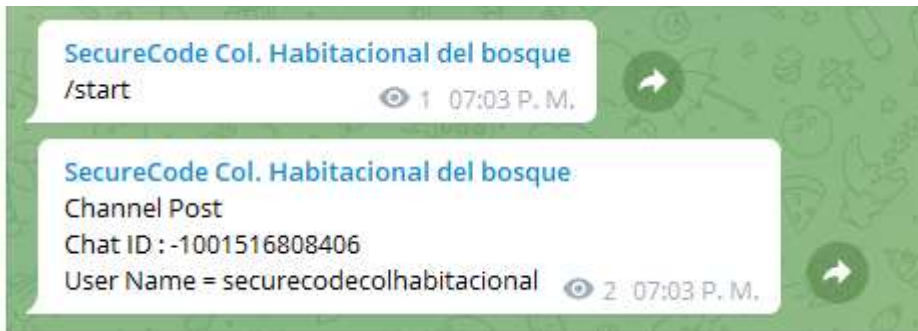 SecureCode Col. Habitacional del bosque
/start
1 07:03 P. M.
SecureCode Col. Habitacional del bosque
Channel Post
Chat ID : -1001516808406
User Name = securecodecolhabitacional
2 07:03 P. M.